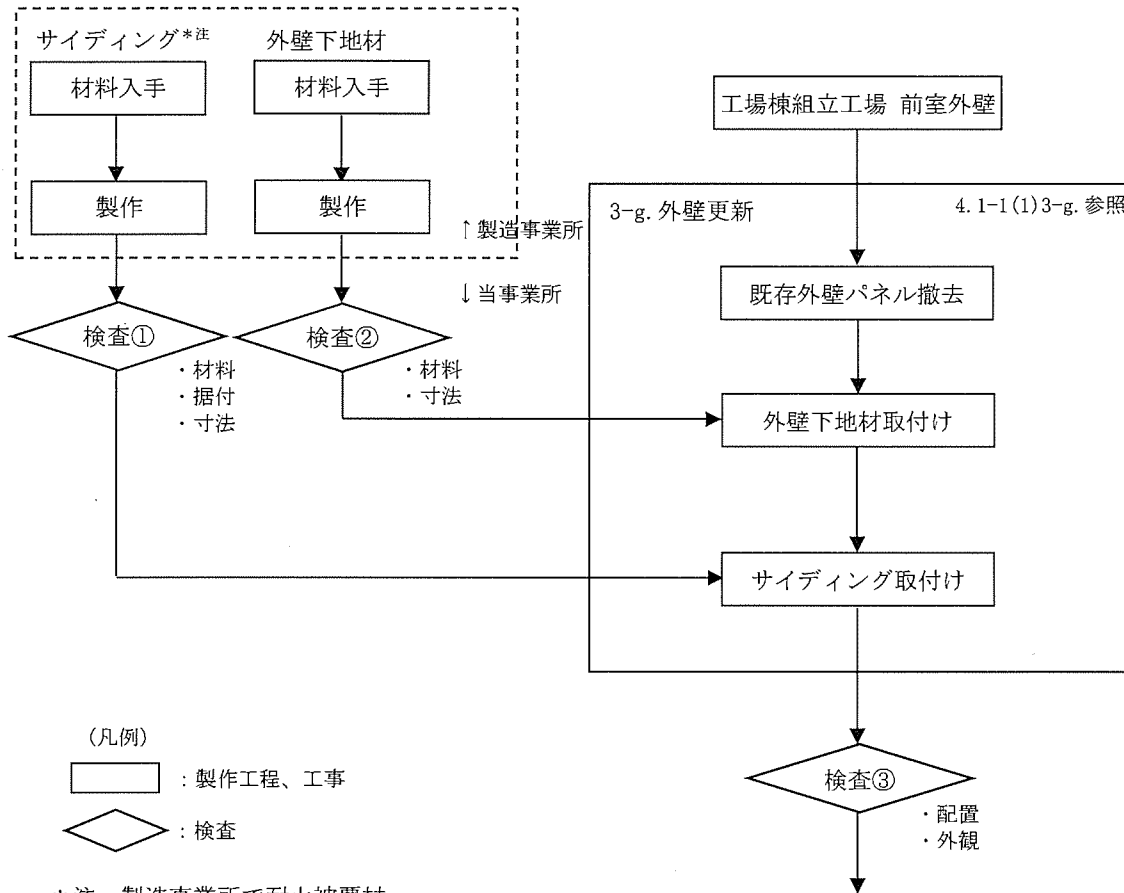 サイディング*注
外壁下地材
材料入手
材料入手
工場棟組立工場 前室外壁
製作
製作
↑製造事業所
↓当事業所
3-g. 外壁更新
4.1-1(1)3-g. 参照
既存外壁パネル撤去
検査①
・材料
・据付
・寸法
検査②
・材料
・寸法
外壁下地材取付け
サイディング取付け
検査③
・配置
・外観
(凡例)
：製作工程、工事
：検査